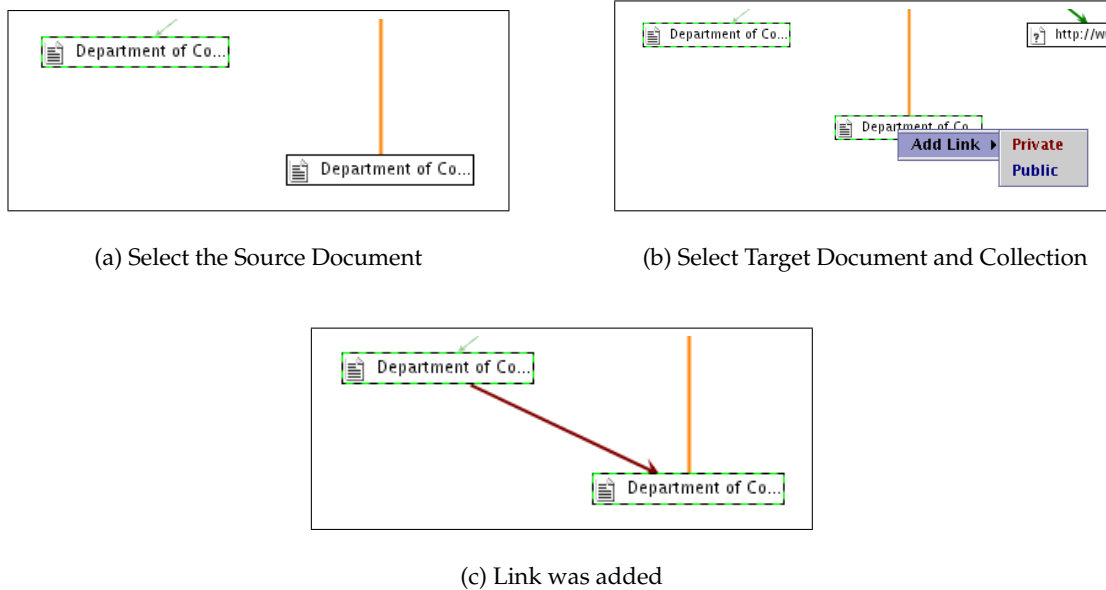 Department of Co...
Department of Co...
(a) Select the Source Document
Department of Co...
http://w
Department of Co...
Add Link
Private
Public
(b) Select Target Document and Collection
Department of Co...
Department of Co...
(c) Link was added